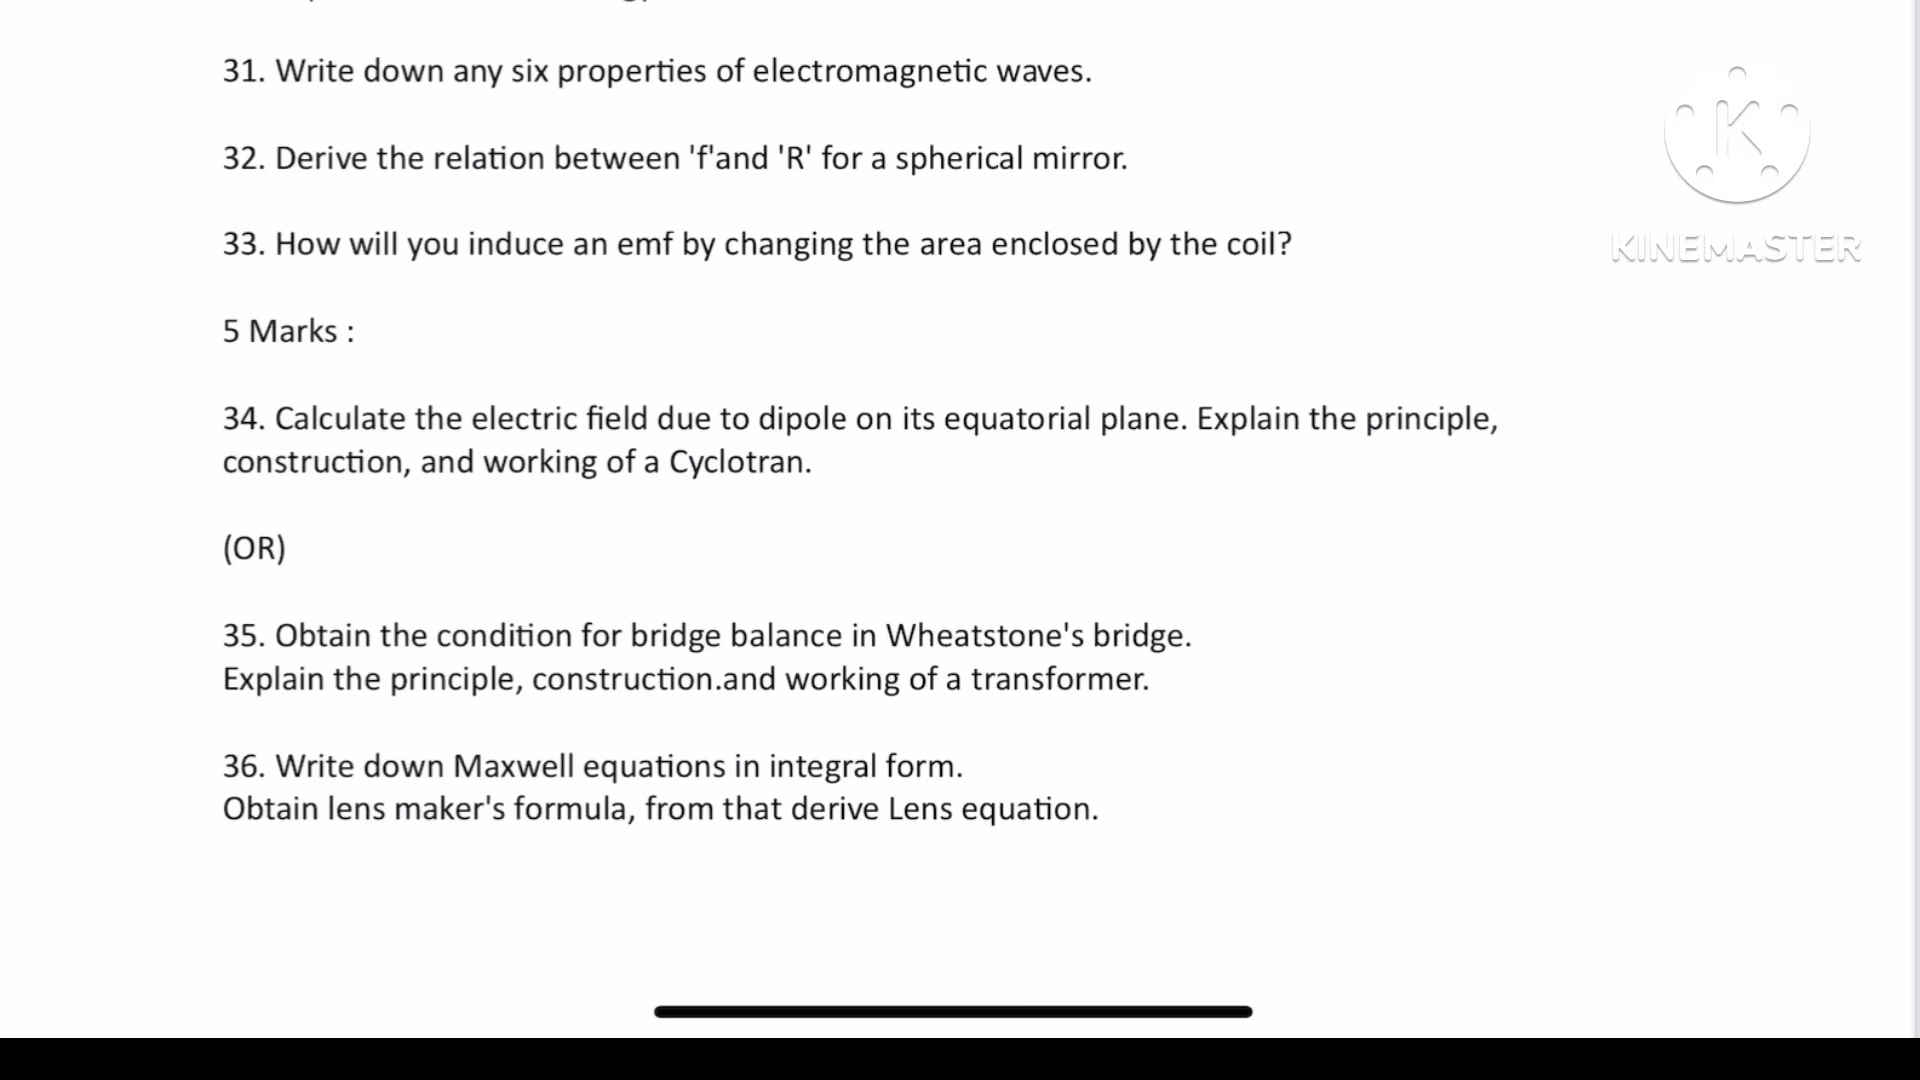 31. Write down any six properties of electromagnetic waves.
32. Derive the relation between 'f'and 'R' for a spherical mirror.
33. How will you induce an emf by changing the area enclosed by the coil?
5 Marks :
34. Calculate the electric field due to dipole on its equatorial plane. Explain the principle,
construction, and working of a Cyclotran.
(OR)
35. Obtain the condition for bridge balance in Wheatstone's bridge.
Explain the principle, construction.and working of a transformer.
36. Write down Maxwell equations in integral form.
Obtain lens maker's formula, from that derive Lens equation.
K
KINEMASTER